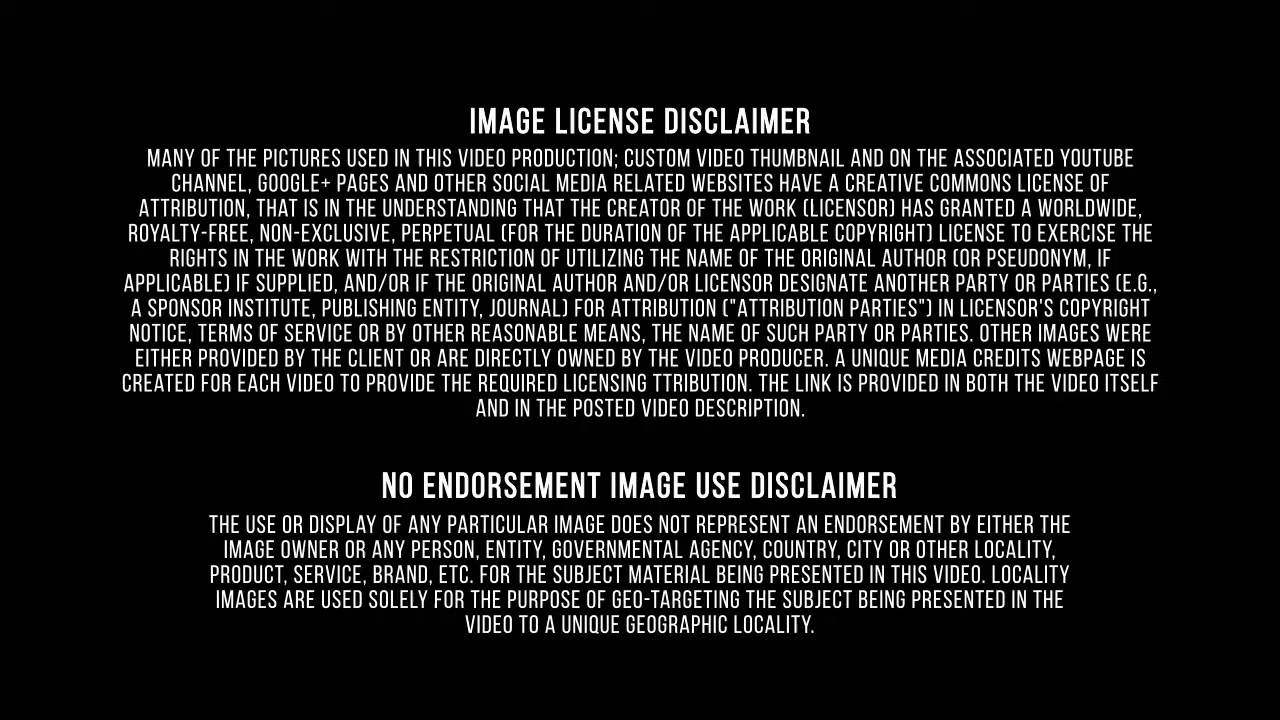 IMAGE LICENSE DISCLAIMER
MANY OF THE PICTURES USED IN THIS VIDEO PRODUCTION; CUSTOM VIDEO THUMBNAIL AND ON THE ASSOCIATED YOUTUBE
CHANNEL, GOOGLE+ PAGES AND OTHER SOCIAL MEDIA RELATED WEBSITES HAVE A CREATIVE COMMONS LICENSE OF
ATTRIBUTION, THAT IS IN THE UNDERSTANDING THAT THE CREATOR OF THE WORK (LICENSOR) HAS GRANTED A WORLDWIDE,
ROYALTY-FREE, NON-EXCLUSIVE, PERPETUAL (FOR THE DURATION OF THE APPLICABLE COPYRIGHT) LICENSE TO EXERCISE THE
RIGHTS IN THE WORK WITH THE RESTRICTION OF UTILIZING THE NAME OF THE ORIGINAL AUTHOR (OR PSEUDONYM, IF
APPLICABLE) IF SUPPLIED, AND/OR IF THE ORIGINAL AUTHOR AND/OR LICENSOR DESIGNATE ANOTHER PARTY OR PARTIES (E.G.,
A SPONSOR INSTITUTE, PUBLISHING ENTITY, JOURNAL) FOR ATTRIBUTION ("ATTRIBUTION PARTIES") IN LICENSOR'S COPYRIGHT
NOTICE, TERMS OF SERVICE OR BY OTHER REASONABLE MEANS, THE NAME OF SUCH PARTY OR PARTIES. OTHER IMAGES WERE
EITHER PROVIDED BY THE CLIENT OR ARE DIRECTLY OWNED BY THE VIDEO PRODUCER. A UNIQUE MEDIA CREDITS WEBPAGE IS
CREATED FOR EACH VIDEO TO PROVIDE THE REQUIRED LICENSING TTRIBUTION. THE LINK IS PROVIDED IN BOTH THE VIDEO ITSELF
AND IN THE POSTED VIDEO DESCRIPTION.
NO ENDORSEMENT IMAGE USE DISCLAIMER
THE USE OR DISPLAY OF ANY PARTICULAR IMAGE DOES NOT REPRESENT AN ENDORSEMENT BY EITHER THE
IMAGE OWNER OR ANY PERSON, ENTITY, GOVERNMENTAL AGENCY, COUNTRY, CITY OR OTHER LOCALITY,
PRODUCT, SERVICE, BRAND, ETC. FOR THE SUBJECT MATERIAL BEING PRESENTED IN THIS VIDEO. LOCALITY
IMAGES ARE USED SOLELY FOR THE PURPOSE OF GEO-TARGETING THE SUBJECT BEING PRESENTED IN THE
VIDEO TO A UNIQUE GEOGRAPHIC LOCALITY.